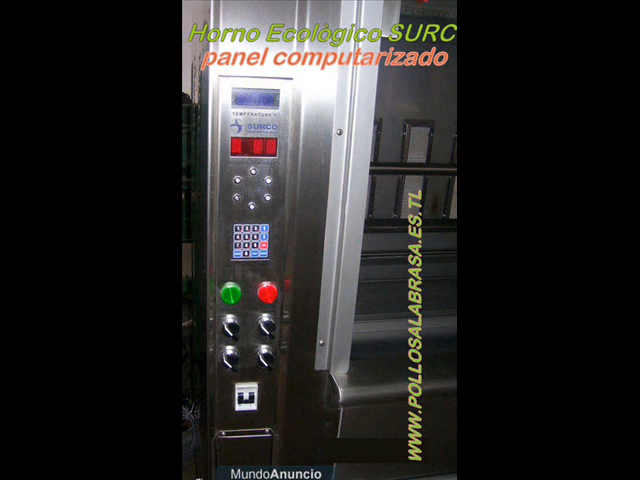 Horno Ecològico SURC
panel computarizado
TEMPERATURE
SURCO
WWW.POLLOSALABRASA.ES.TL
MundoAnuncio